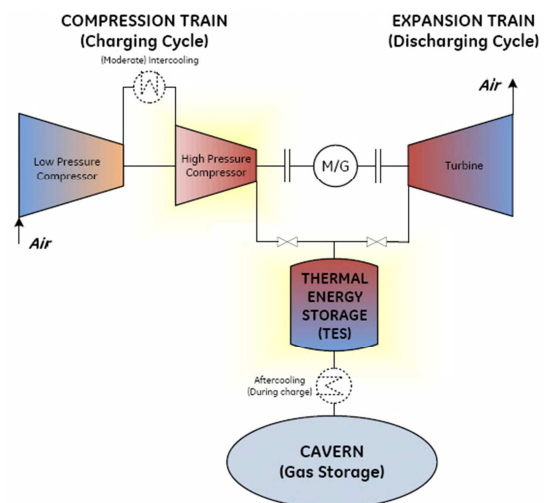 COMPRESSION TRAIN
(Charging Cycle)
EXPANSION TRAIN
(Discharging Cycle)
(Moderate) Intercooling
Air
Low Pressure
Compressor
High Pressure
Compressor
M/G
Turbine
Air
THERMAL
ENERGY
STORAGE
(TES)
Aftercooling
(During charge)
CAVERN
(Gas Storage)